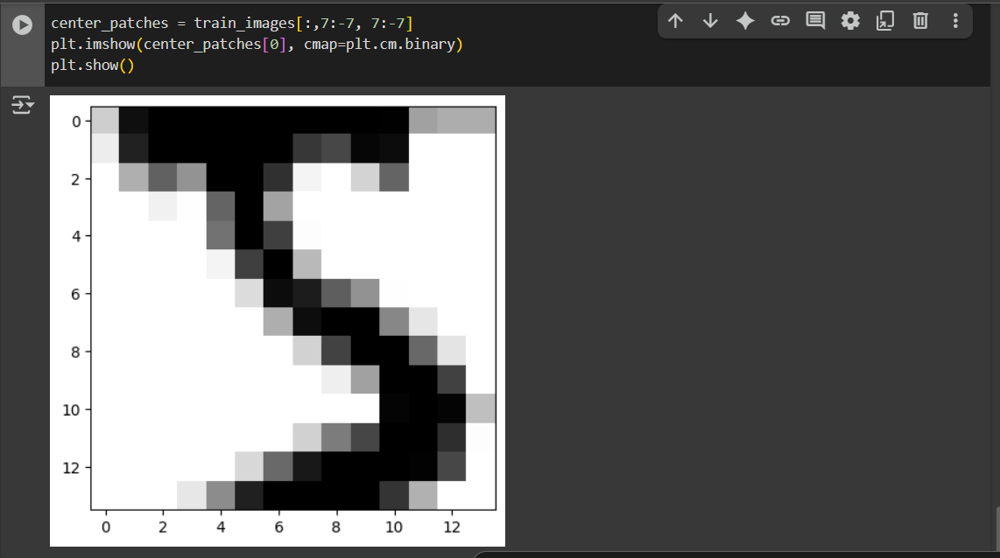 center_patches = train_images[:,7:-7, 7:-7]
plt.imshow(center_patches[0], cmap=plt.cm.binary)
plt.show()
0
2
4
6
8
10
12
0 2 4 6 8 10 12